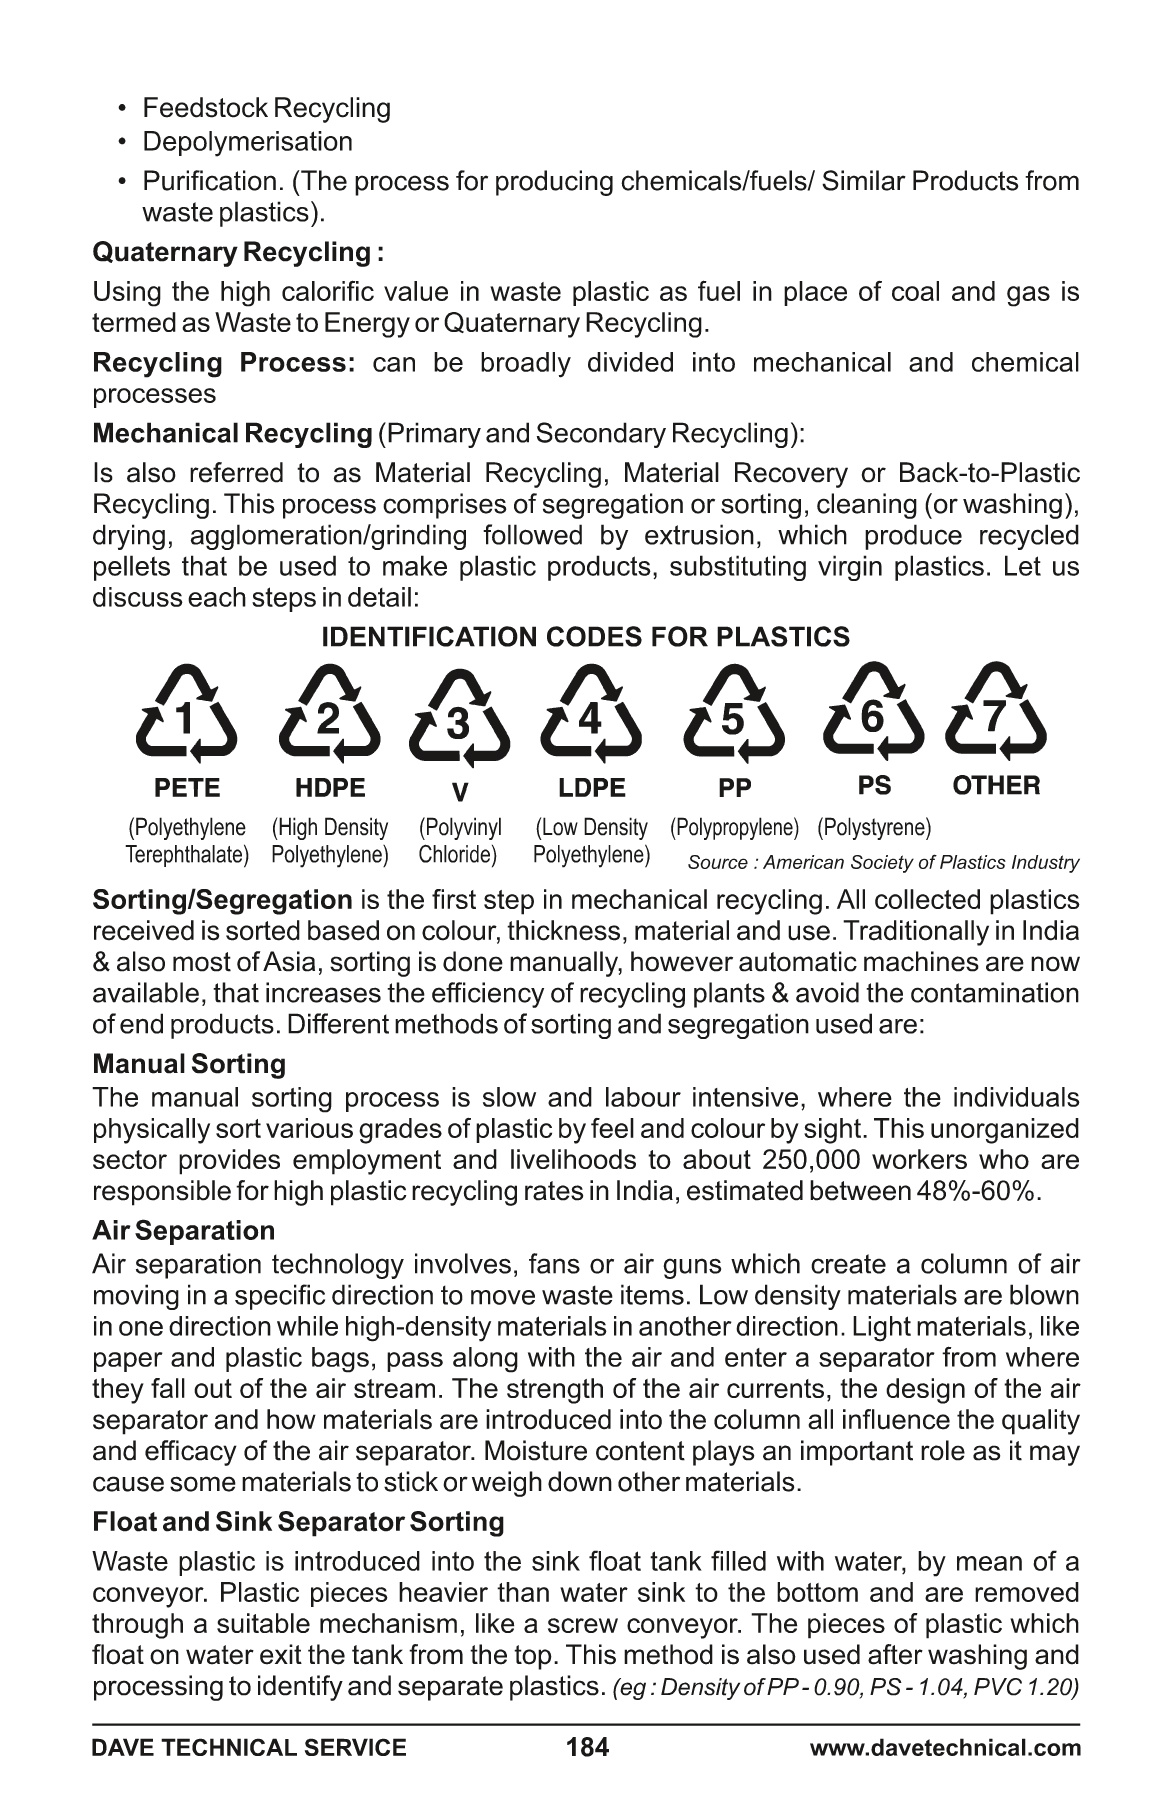 • Feedstock Recycling
• Depolymerisation
• Purification. (The process for producing chemicals/fuels/ Similar Products from
waste plastics).
Quaternary Recycling :
Using the high calorific value in waste plastic as fuel in place of coal and gas is
termed as Waste to Energy or Quaternary Recycling.
Recycling Process: can be broadly divided into mechanical and chemical
processes
Mechanical Recycling (Primary and Secondary Recycling):
Is also referred to as Material Recycling, Material Recovery or Back-to-Plastic
Recycling. This process comprises of segregation or sorting, cleaning (or washing),
drying, agglomeration/grinding followed by extrusion, which produce recycled
pellets that be used to make plastic products, substituting virgin plastics. Let us
discuss each steps in detail:
IDENTIFICATION CODES FOR PLASTICS
1 2 3 4 5 6 7
PETE HDPE V LDPE PP PS OTHER
(Polyethylene (High Density (Polyvinyl (Low Density (Polypropylene) (Polystyrene)
Terephthalate) Polyethylene) Chloride) Polyethylene) Source : American Society of Plastics Industry
Sorting/Segregation is the first step in mechanical recycling. All collected plastics
received is sorted based on colour, thickness, material and use. Traditionally in India
& also most of Asia, sorting is done manually, however automatic machines are now
available, that increases the efficiency of recycling plants & avoid the contamination
of end products. Different methods of sorting and segregation used are:
Manual Sorting
The manual sorting process is slow and labour intensive, where the individuals
physically sort various grades of plastic by feel and colour by sight. This unorganized
sector provides employment and livelihoods to about 250,000 workers who are
responsible for high plastic recycling rates in India, estimated between 48%-60%.
Air Separation
Air separation technology involves, fans or air guns which create a column of air
moving in a specific direction to move waste items. Low density materials are blown
in one direction while high-density materials in another direction. Light materials, like
paper and plastic bags, pass along with the air and enter a separator from where
they fall out of the air stream. The strength of the air currents, the design of the air
separator and how materials are introduced into the column all influence the quality
and efficacy of the air separator. Moisture content plays an important role as it may
cause some materials to stick or weigh down other materials.
Float and Sink Separator Sorting
Waste plastic is introduced into the sink float tank filled with water, by mean of a
conveyor. Plastic pieces heavier than water sink to the bottom and are removed
through a suitable mechanism, like a screw conveyor. The pieces of plastic which
float on water exit the tank from the top. This method is also used after washing and
processing to identify and separate plastics. (eg : Density of PP - 0.90, PS - 1.04, PVC 1.20)
DAVE TECHNICAL SERVICE 184 www.davetechnical.com